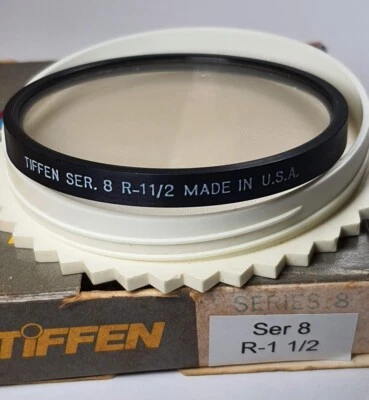 TIFFEN SER. 8 R-11/2 MADE IN U.S.A.
SERIES 8
TIFFEN
Ser 8
R-1 1/2